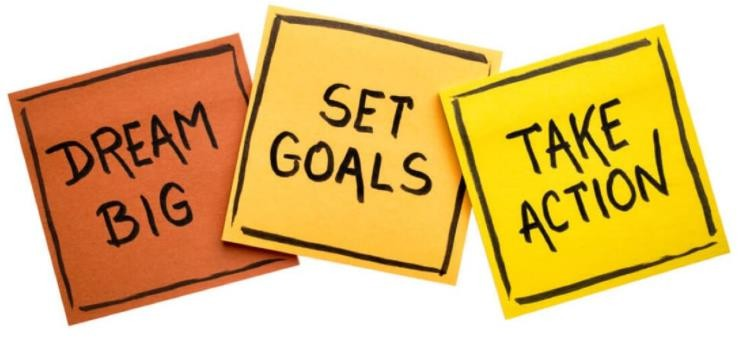 DREAM
BIG
SET
GOALS
TAKE
ACTION